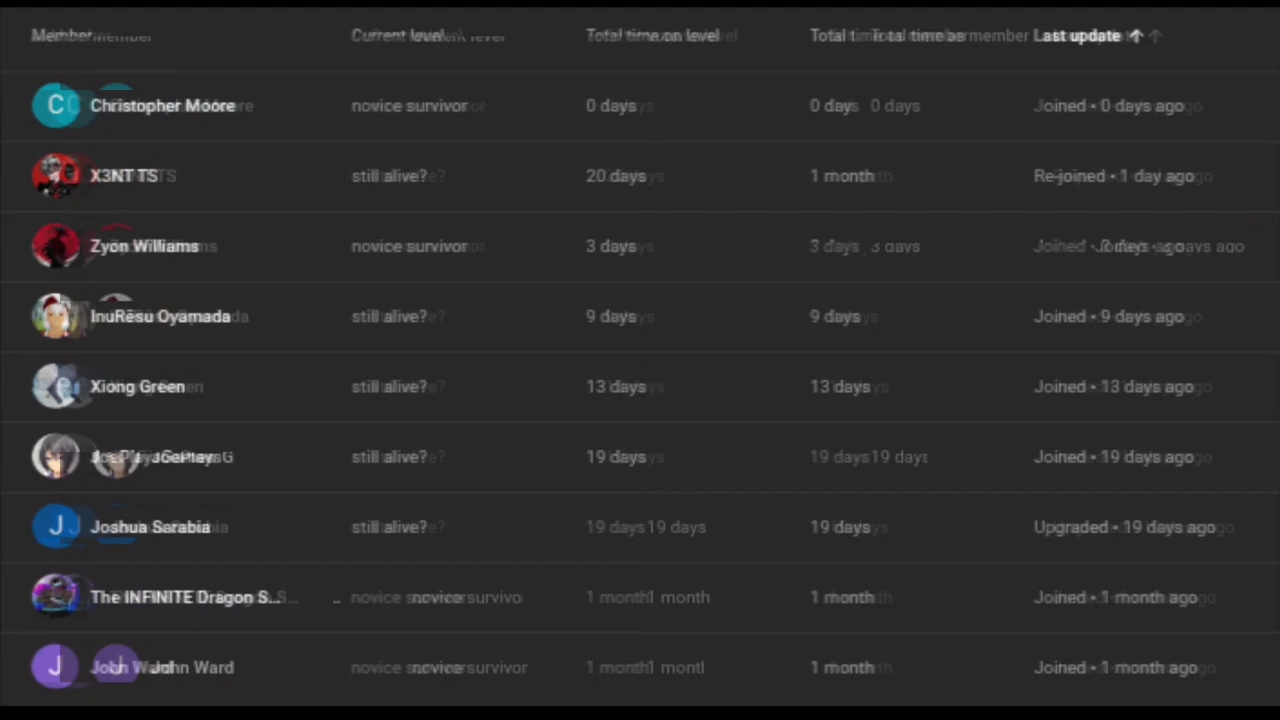 Member Current level Total time on level Total time as member Last update ↑
C Christopher Moore novice survivor 0 days 0 days Joined • 0 days ago
X3NT TS still alive? 20 days 1 month Re-joined • 1 day ago
Zyon Williams novice survivor 3 days 3 days Joined • days ago
InuResu Oyamada still alive? 9 days 9 days Joined • 9 days ago
Xiong Green still alive? 13 days 13 days Joined • 13 days ago
still alive? 19 days 19 days Joined • 19 days ago
J Joshua Sarabia still alive? 19 days 19 days Upgraded • 19 days ago
The INFINITE Dragon S... novice survivor 1 month 1 month Joined • 1 month ago
J John Ward novice survivor 1 month 1 month Joined • 1 month ago